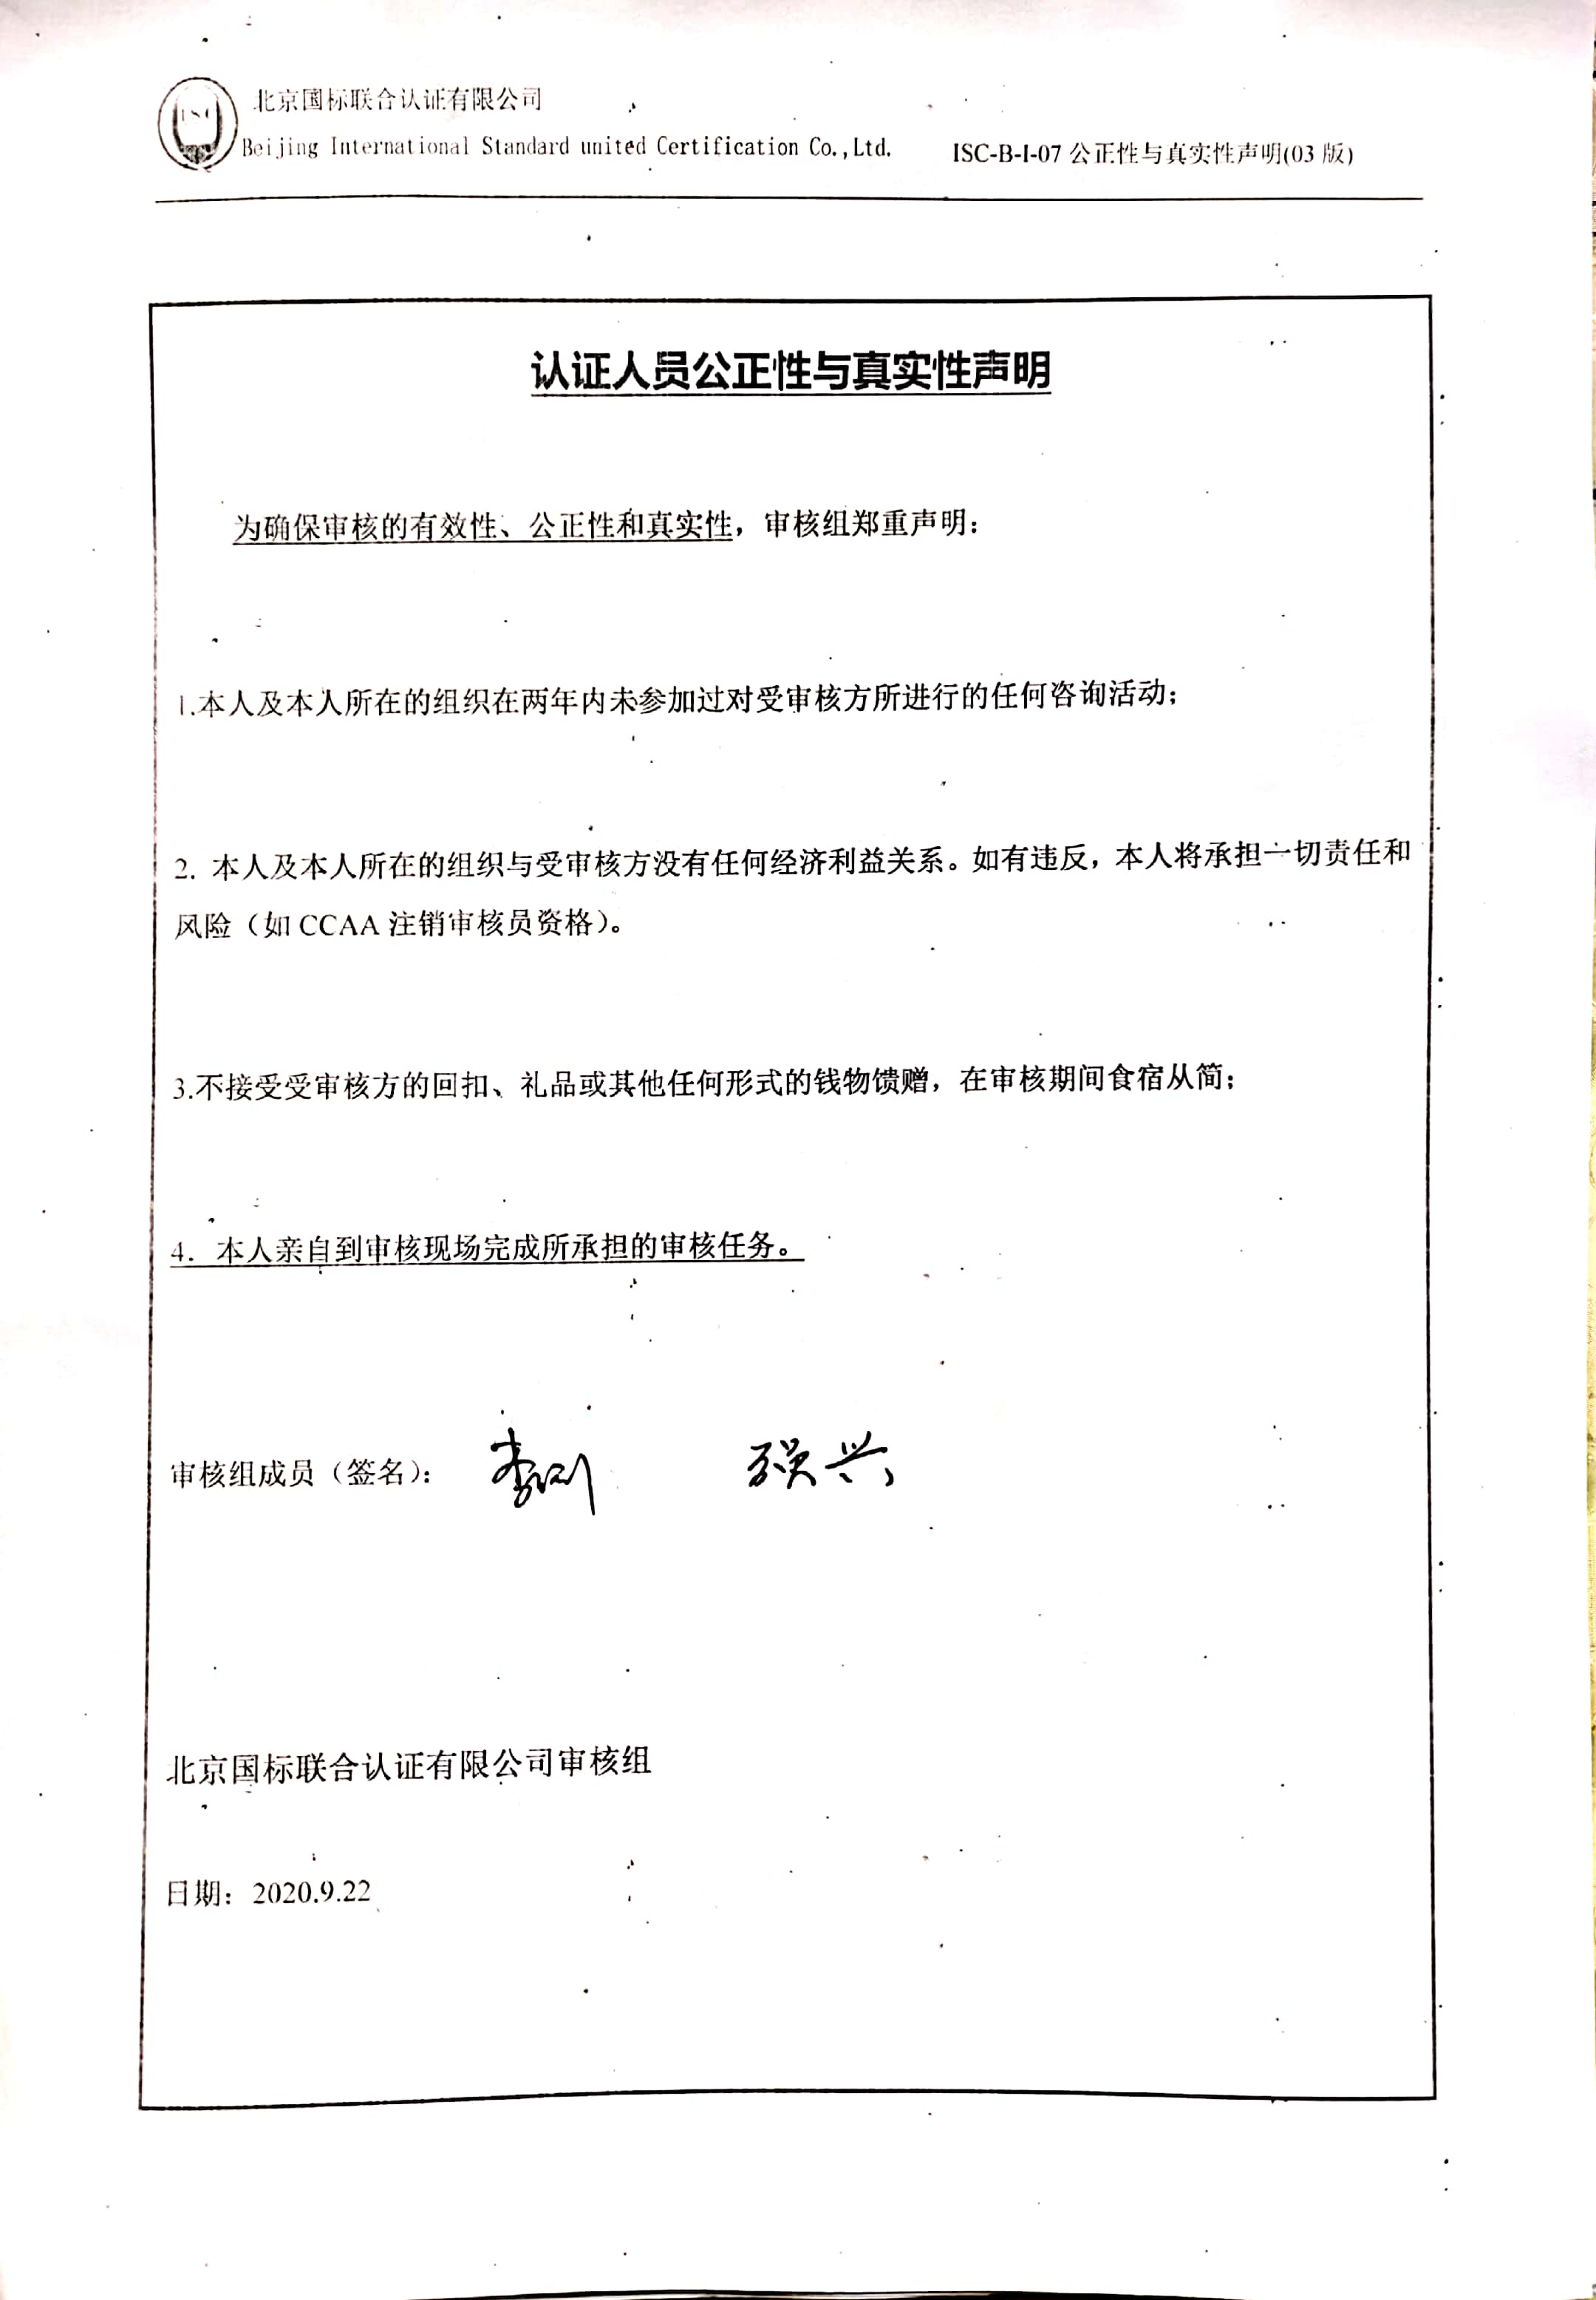 北京国标联合认证有限公司
Beijing International Standard united Certification Co.,Ltd. ISC-B-I-07 公正性与真实性声明(03 版)
认证人员公正性与真实性声明
为确保审核的有效性、公正性和真实性，审核组郑重声明：
1.本人及本人所在的组织在两年内未参加过对受审核方所进行的任何咨询活动；
2. 本人及本人所在的组织与受审核方没有任何经济利益关系。如有违反，本人将承担一切责任和
风险（如 CCAA 注销审核员资格）。
3.不接受受审核方的回扣、礼品或其他任何形式的钱物馈赠，在审核期间食宿从简；
4. 本人亲自到审核现场完成所承担的审核任务。
审核组成员（签名）：
北京国标联合认证有限公司审核组
日期：2020.9.22